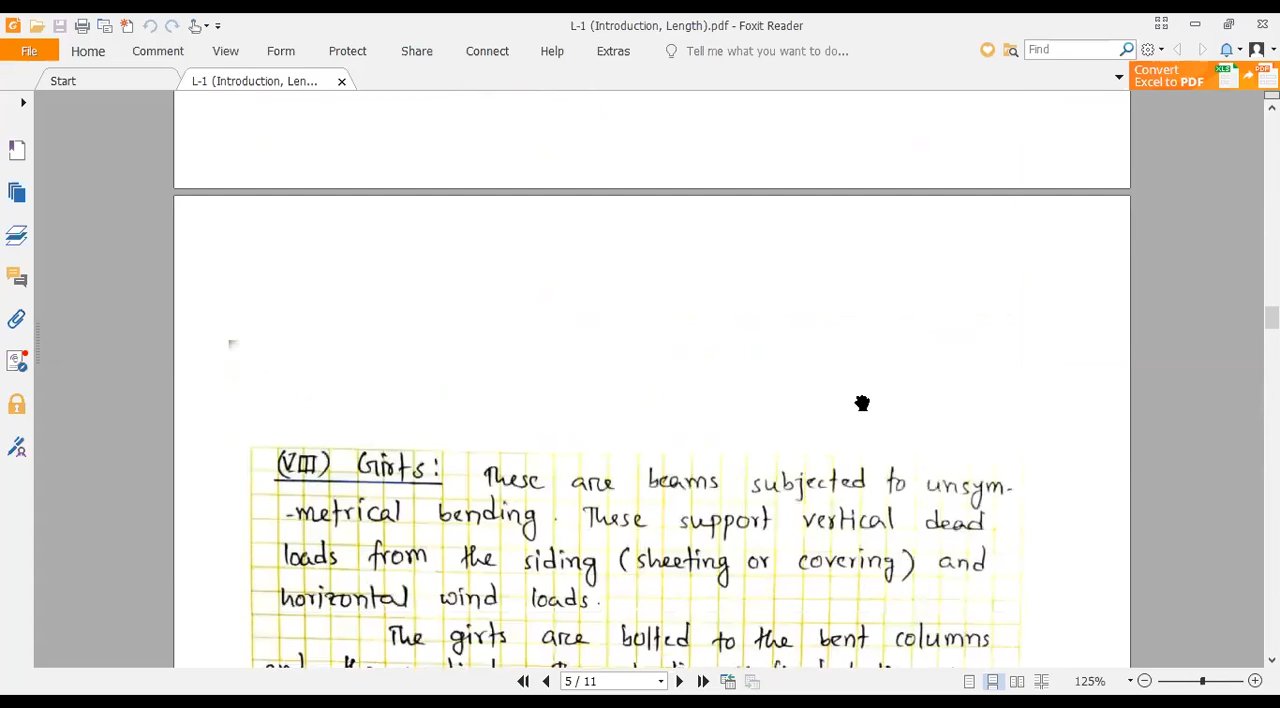 L-1 (Introduction, Length).pdf - Foxit Reader
File Home Comment View Form Protect Share Connect Help Extras Tell me what you want to do... Find
Start L-1 (Introduction, Len... Convert
Excel to PDF
(VIII) Girts: These are beams subjected to unsym-
-metrical bending. These support vertical dead
loads from the siding (sheeting or covering) and
horizontal wind loads.
The girts are bolted to the bent columns
5 / 11 125%